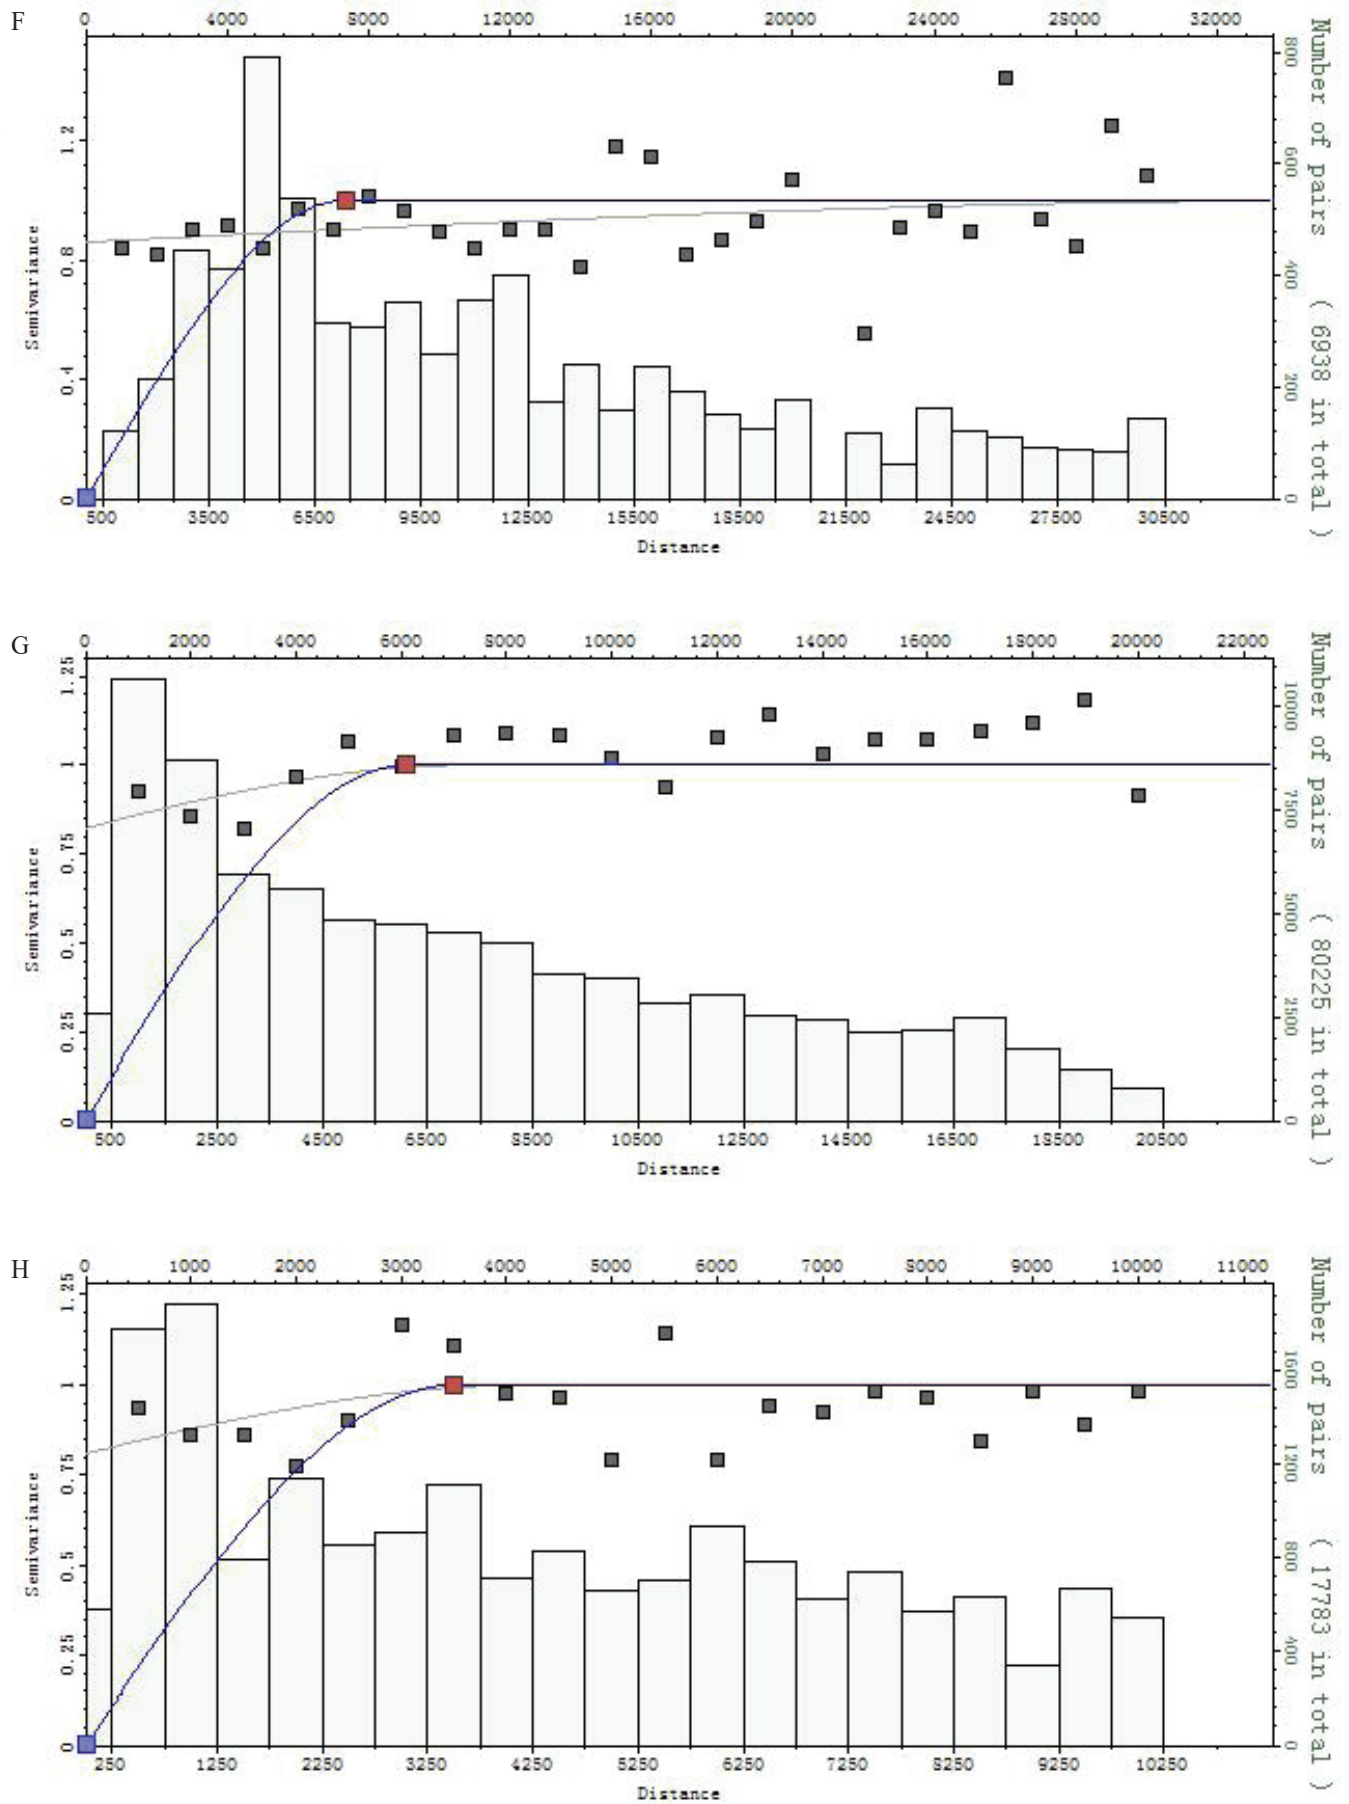 F
0 4000 8000 12000 16000 20000 24000 28000 32000
Semivariance
0 0.4 0.8 1.2
0 200 400 600 800
Number of pairs ( 6938 in total )
500 3500 6500 9500 12500 15500 18500 21500 24500 27500 30500
Distance
G
0 2000 4000 6000 8000 10000 12000 14000 16000 18000 20000 22000
Semivariance
0 0.25 0.5 0.75 1 1.25
0 2500 5000 7500 10000
Number of pairs ( 80225 in total )
500 2500 4500 6500 8500 10500 12500 14500 16500 18500 20500
Distance
H
0 1000 2000 3000 4000 5000 6000 7000 8000 9000 10000 11000
Semivariance
0 0.25 0.5 0.75 1 1.25
0 400 800 1200 1600
Number of pairs ( 17783 in total )
250 1250 2250 3250 4250 5250 6250 7250 8250 9250 10250
Distance